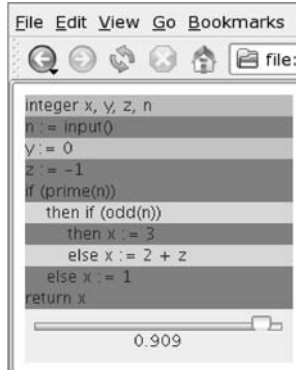 File Edit View Go Bookmarks
file:
integer x, y, z, n
n := input()
y := 0
z := -1
if (prime(n))
then if (odd(n))
then x := 3
else x := 2 + z
else x := 1
return x
0.909